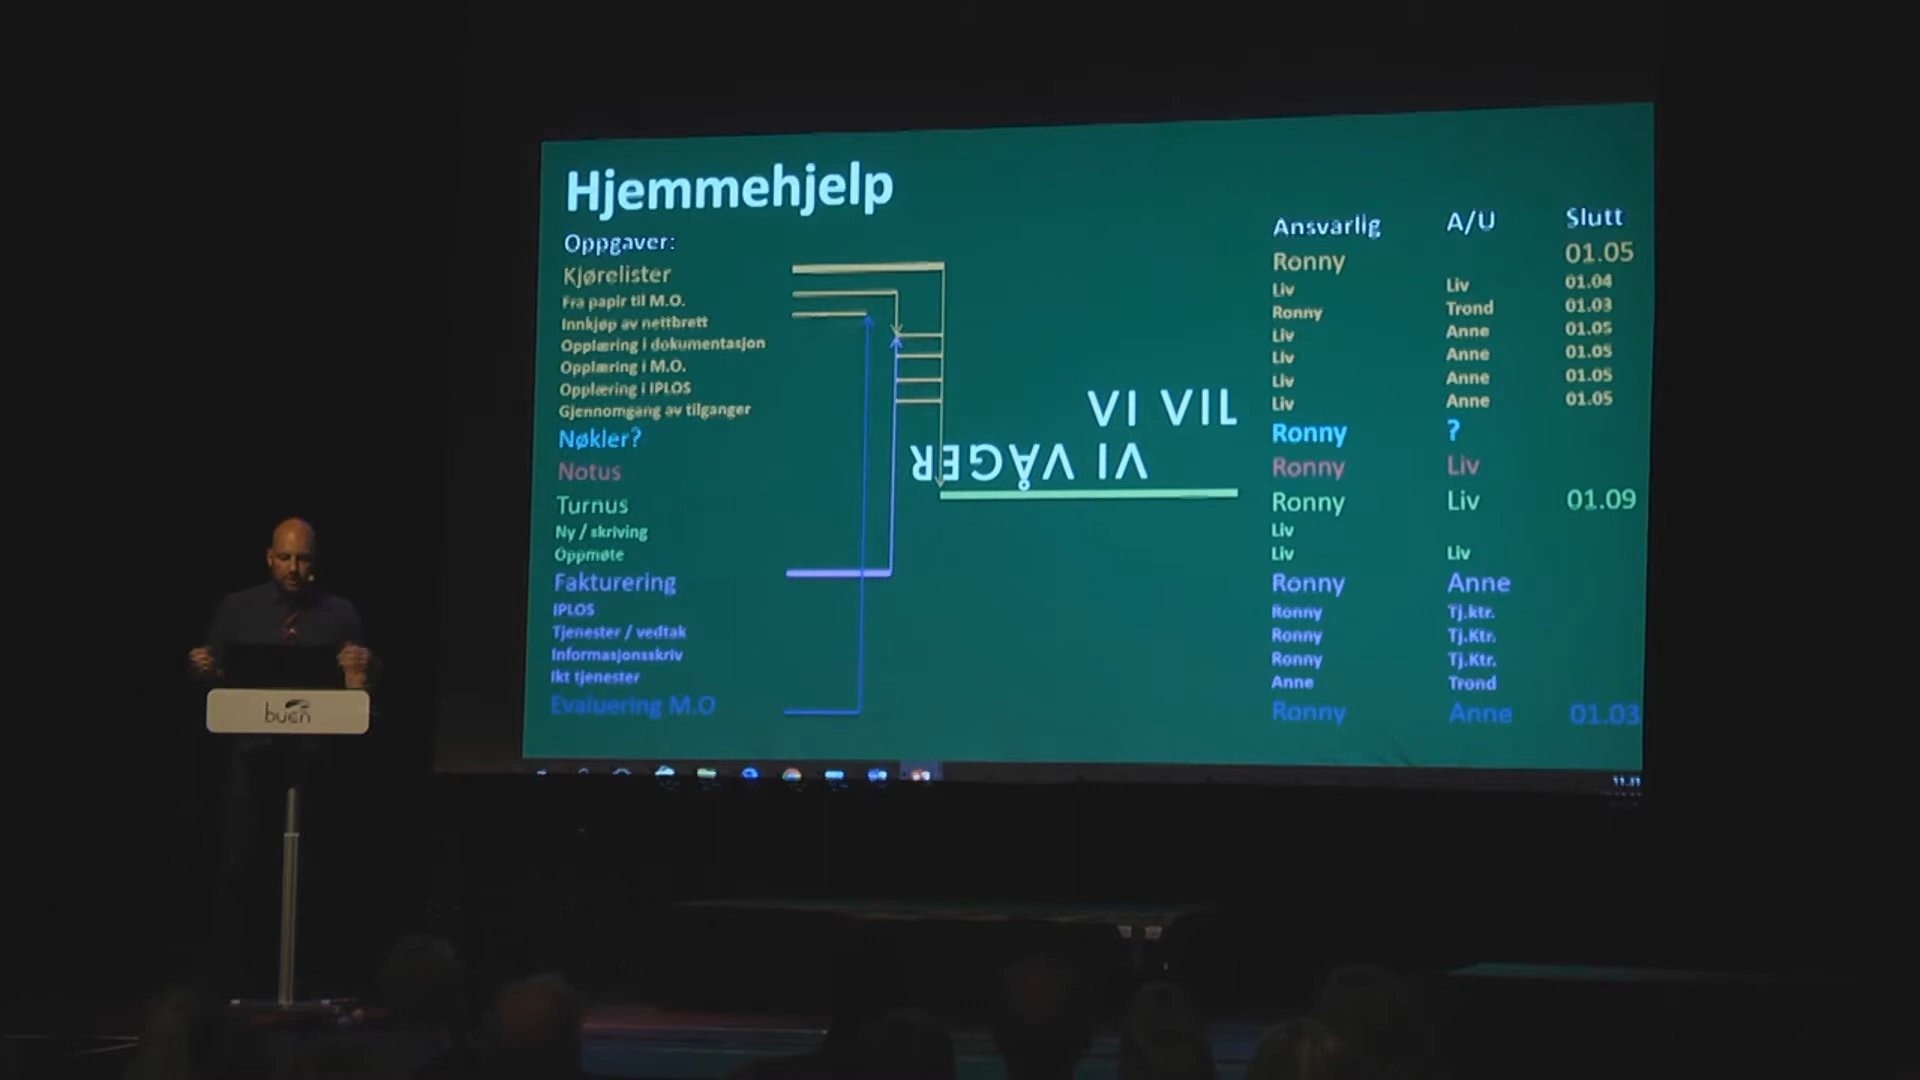 Hjemmehjelp
Oppgaver: Ansvarlig A/U Slutt
Kjørelister Ronny 01.05
Fra papir til M.O. Liv Liv 01.04
Innkjøp av nettbrett Ronny Trond 01.03
Opplæring i dokumentasjon Liv Anne 01.05
Opplæring i M.O. Liv Anne 01.05
Opplæring i IPLOS Liv Anne 01.05
Gjennomgang av tilganger Liv Anne 01.05
VI VIL
Nøkler? Ronny ?
VI VÅGER
Notus Ronny Liv
Turnus Ronny Liv 01.09
Ny / skriving Liv
Oppmøte Liv Liv
Fakturering Ronny Anne
IPLOS Ronny Tj.ktr.
Tjenester / vedtak Ronny Tj.Ktr.
Informasjonsskriv Ronny Tj.Ktr.
Ikt tjenester Anne Trond
Evaluering M.O Ronny Anne 01.03
buen